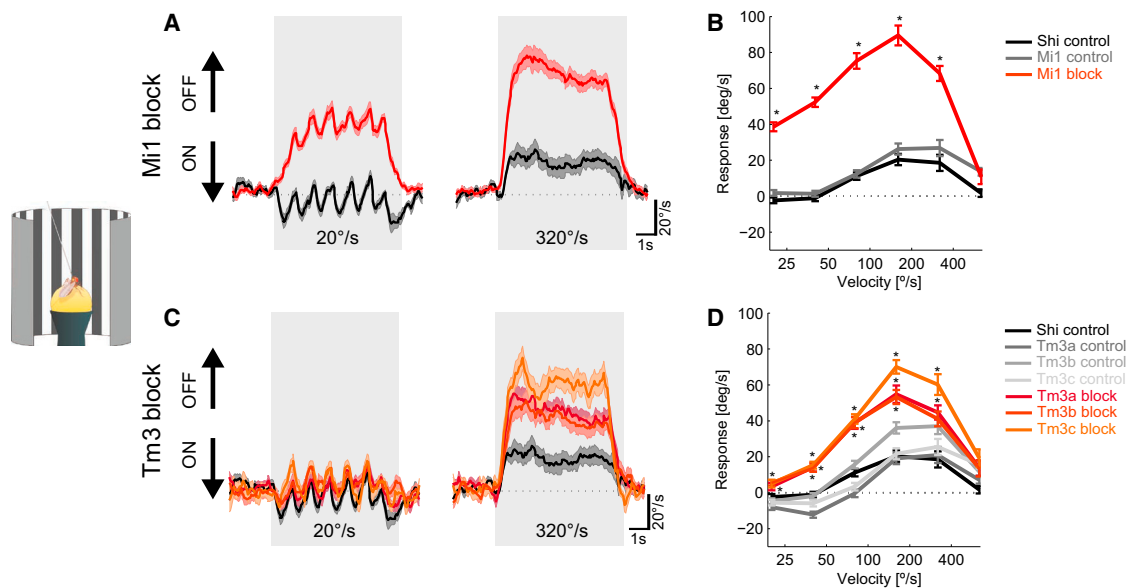 A
Mi1 block
ON OFF
20°/s
320°/s
20°/s
1s
B
Response [deg/s]
100
80
60
40
20
0
−20
* * * * *
25 50 100 200 400
Velocity [º/s]
Shi control
Mi1 control
Mi1 block
C
Tm3 block
ON OFF
20°/s
320°/s
20°/s
1s
D
Response [deg/s]
100
80
60
40
20
0
−20
25 50 100 200 400
Velocity [º/s]
Shi control
Tm3a control
Tm3b control
Tm3c control
Tm3a block
Tm3b block
Tm3c block